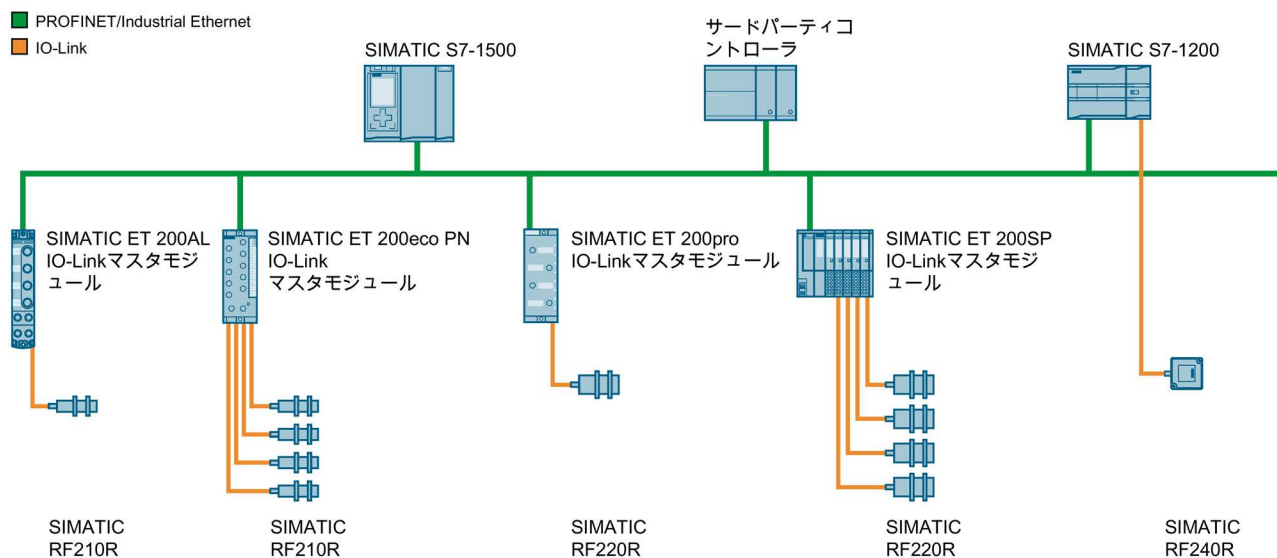 PROFINET/Industrial Ethernet
IO-Link
SIMATIC S7-1500
サードパーティコ
ントローラ
SIMATIC S7-1200
SIMATIC ET 200AL
IO-Linkマスタモジ
ュール
SIMATIC ET 200eco PN
IO-Link
マスタモジュール
SIMATIC ET 200pro
IO-Linkマスタモジュール
SIMATIC ET 200SP
IO-Linkマスタモジ
ュール
SIMATIC
RF210R
SIMATIC
RF210R
SIMATIC
RF220R
SIMATIC
RF220R
SIMATIC
RF240R